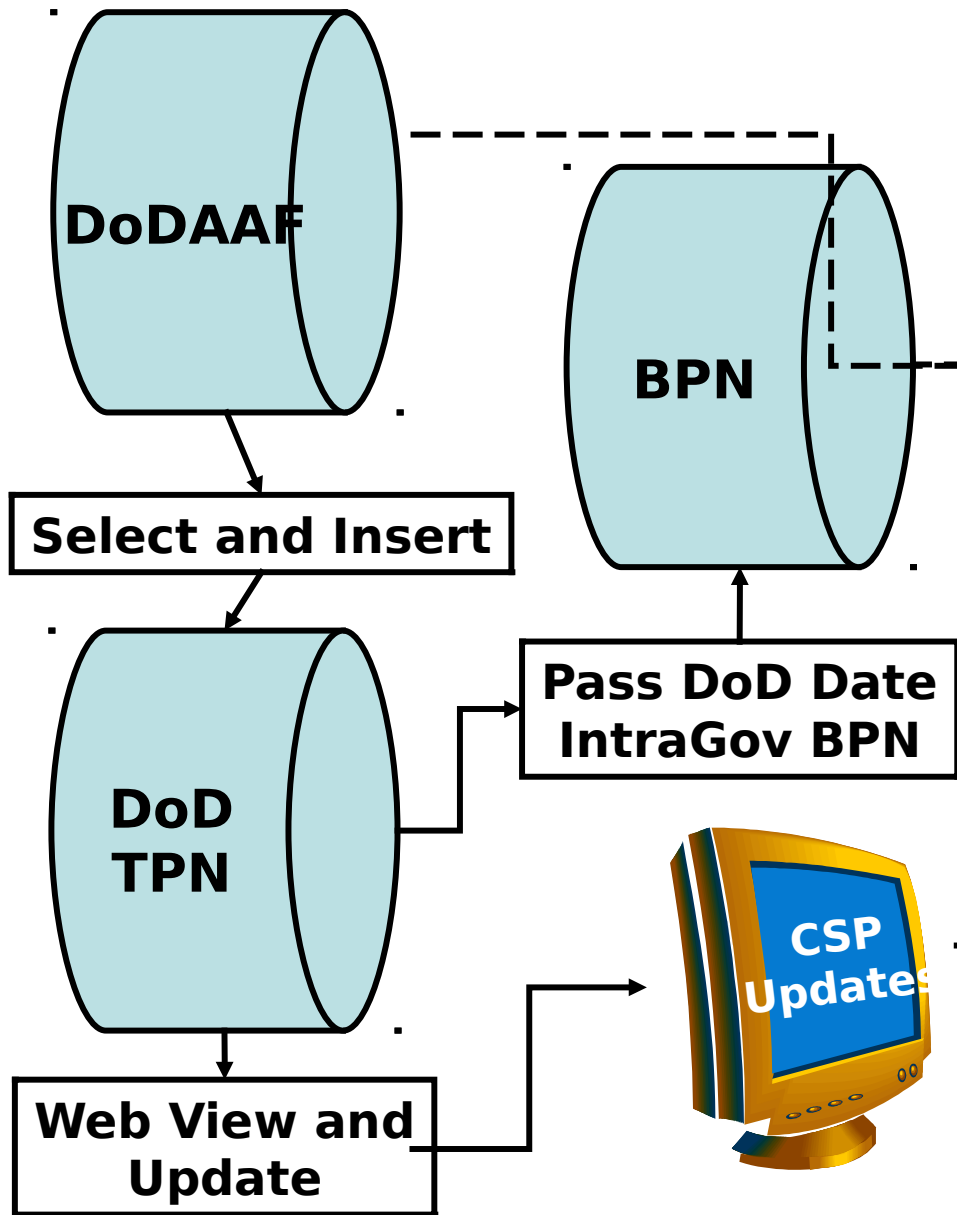 DoDAAF
BPN
Select and Insert
Pass DoD Date
IntraGov BPN
DoD
TPN
CSP
Updates
Web View and
Update